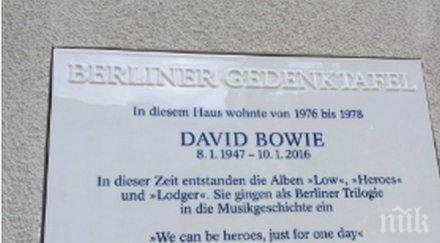 BERLINER GEDENKTAFEL
In diesem Haus wohnte von 1976 bis 1978
DAVID BOWIE
8. 1. 1947 – 10. 1. 2016
In dieser Zeit entstanden die Alben »Low«, »Heroes«
und »Lodger«. Sie gingen als Berliner Trilogie
in die Musikgeschichte ein
»We can be heroes, just for one day«